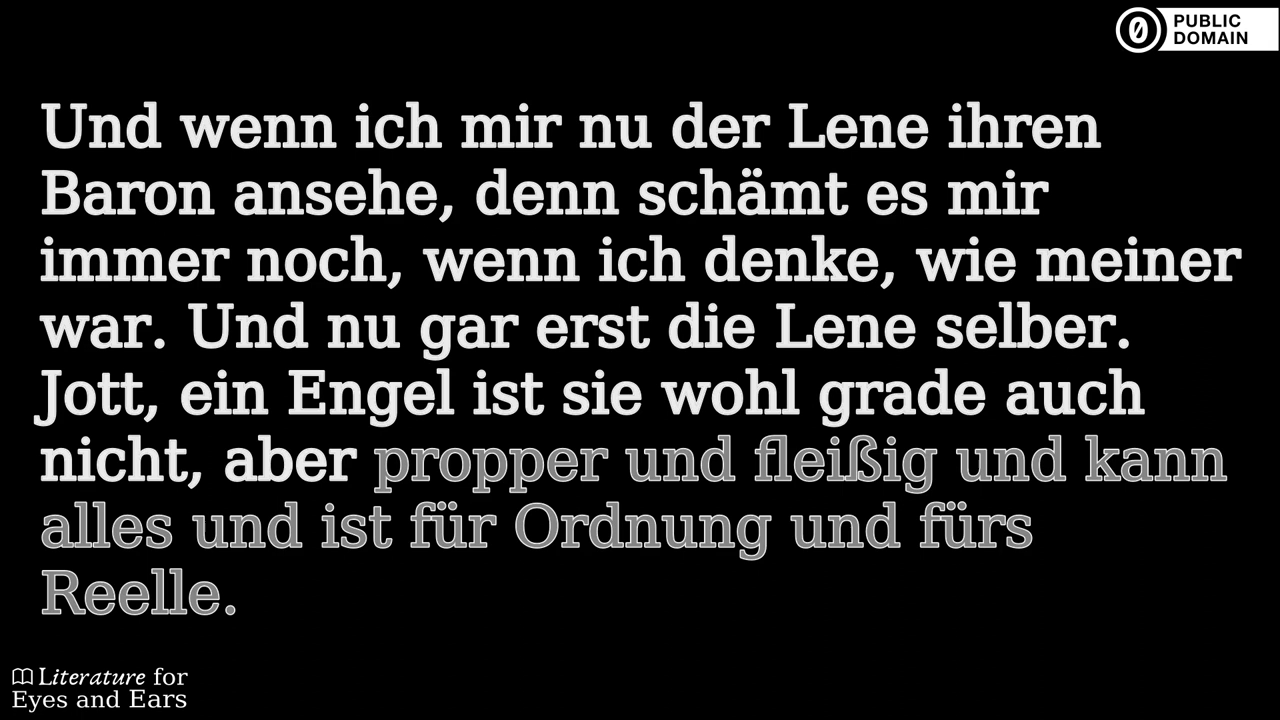 PUBLIC
DOMAIN
Und wenn ich mir nu der Lene ihren
Baron ansehe, denn schämt es mir
immer noch, wenn ich denke, wie meiner
war. Und nu gar erst die Lene selber.
Jott, ein Engel ist sie wohl grade auch
nicht, aber propper und fleißig und kann
alles und ist für Ordnung und fürs
Reelle.
Literature for
Eyes and Ears